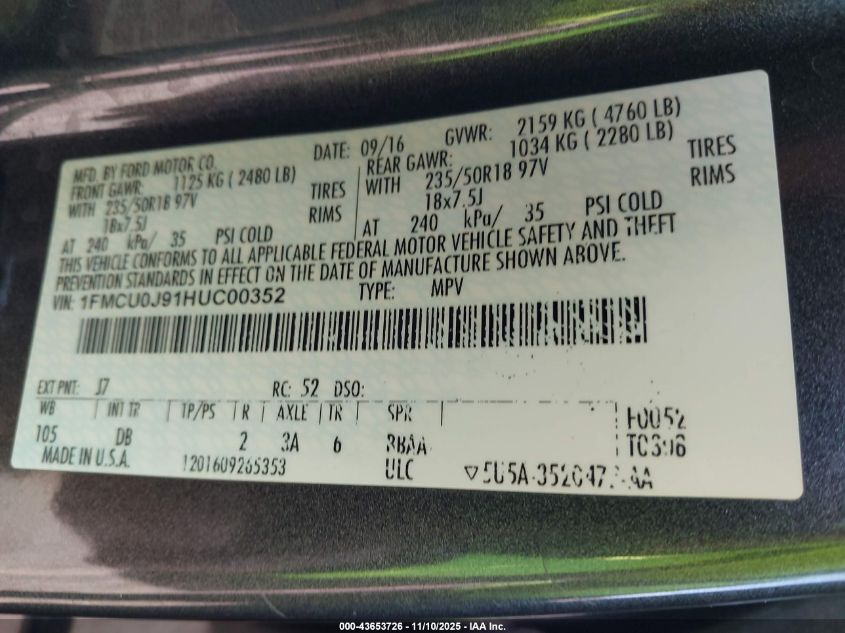 MFD. BY FORD MOTOR CO.
DATE: 09/16 GVWR: 2159 KG ( 4760 LB)
FRONT GAWR: 1125 KG ( 2480 LB)
REAR GAWR: 1034 KG ( 2280 LB)
WITH 235/50R18 97V TIRES
WITH 235/50R18 97V TIRES
18x7.5J RIMS
18x7.5J RIMS
AT 240 kPa/ 35 PSI COLD
AT 240 kPa/ 35 PSI COLD
THIS VEHICLE CONFORMS TO ALL APPLICABLE FEDERAL MOTOR VEHICLE SAFETY AND THEFT
PREVENTION STANDARDS IN EFFECT ON THE DATE OF MANUFACTURE SHOWN ABOVE.
VIN: 1FMCU0J91HUC00352 TYPE: MPV
EXT PNT: J7 RC: 52 DSO:
WB INT TR TP/PS R AXLE TR SPR
105 DB 2 3A 6 RBAA
F0052
T0396
MADE IN U.S.A. 1201609265353 ULC
000-43653726 - 11/10/2025 - IAA Inc.